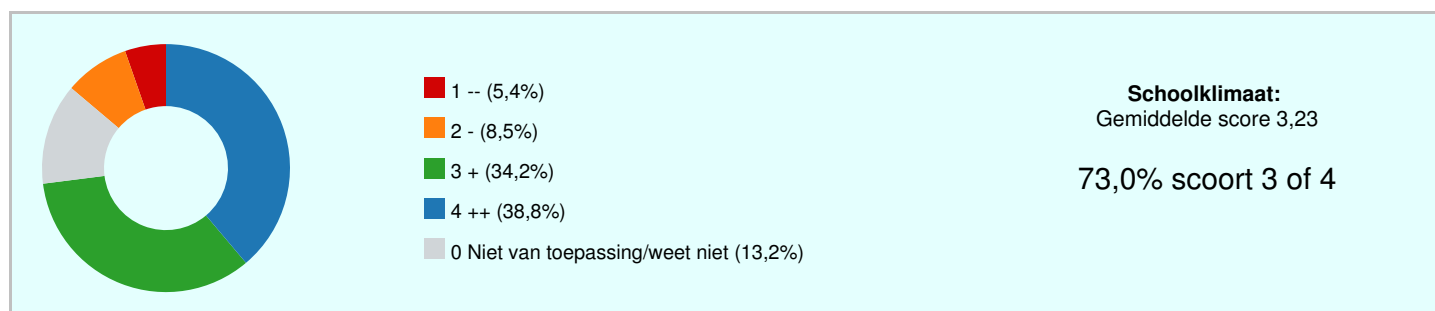 1 -- (5,4%)
2 - (8,5%)
3 + (34,2%)
4 ++ (38,8%)
0 Niet van toepassing/weet niet (13,2%)
Schoolklimaat:
Gemiddelde score 3,23
73,0% scoort 3 of 4